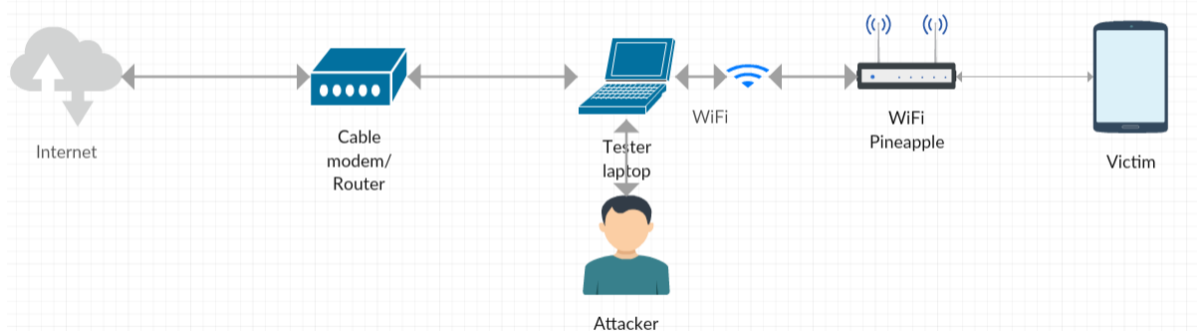 Internet
Cable
modem/
Router
Tester
laptop
WiFi
WiFi
Pineapple
Victim
Attacker